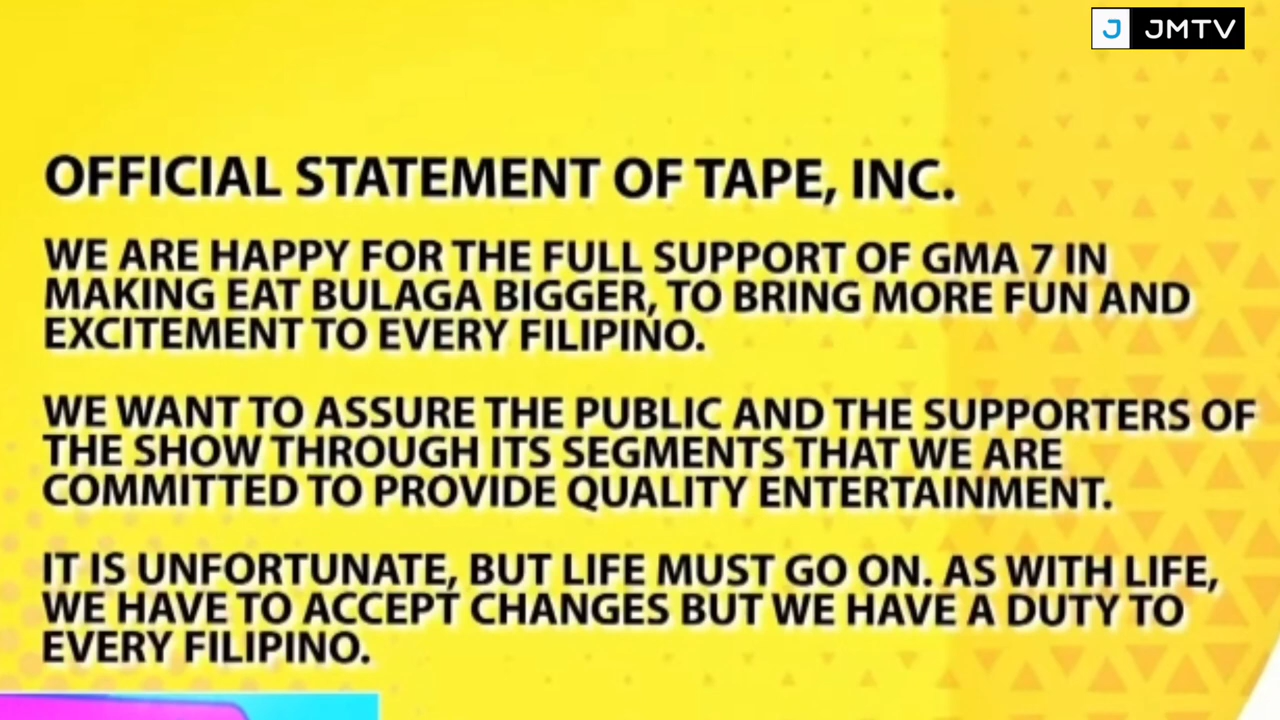 J JMTV
OFFICIAL STATEMENT OF TAPE, INC.
WE ARE HAPPY FOR THE FULL SUPPORT OF GMA 7 IN
MAKING EAT BULAGA BIGGER, TO BRING MORE FUN AND
EXCITEMENT TO EVERY FILIPINO.
WE WANT TO ASSURE THE PUBLIC AND THE SUPPORTERS OF
THE SHOW THROUGH ITS SEGMENTS THAT WE ARE
COMMITTED TO PROVIDE QUALITY ENTERTAINMENT.
IT IS UNFORTUNATE, BUT LIFE MUST GO ON. AS WITH LIFE,
WE HAVE TO ACCEPT CHANGES BUT WE HAVE A DUTY TO
EVERY FILIPINO.